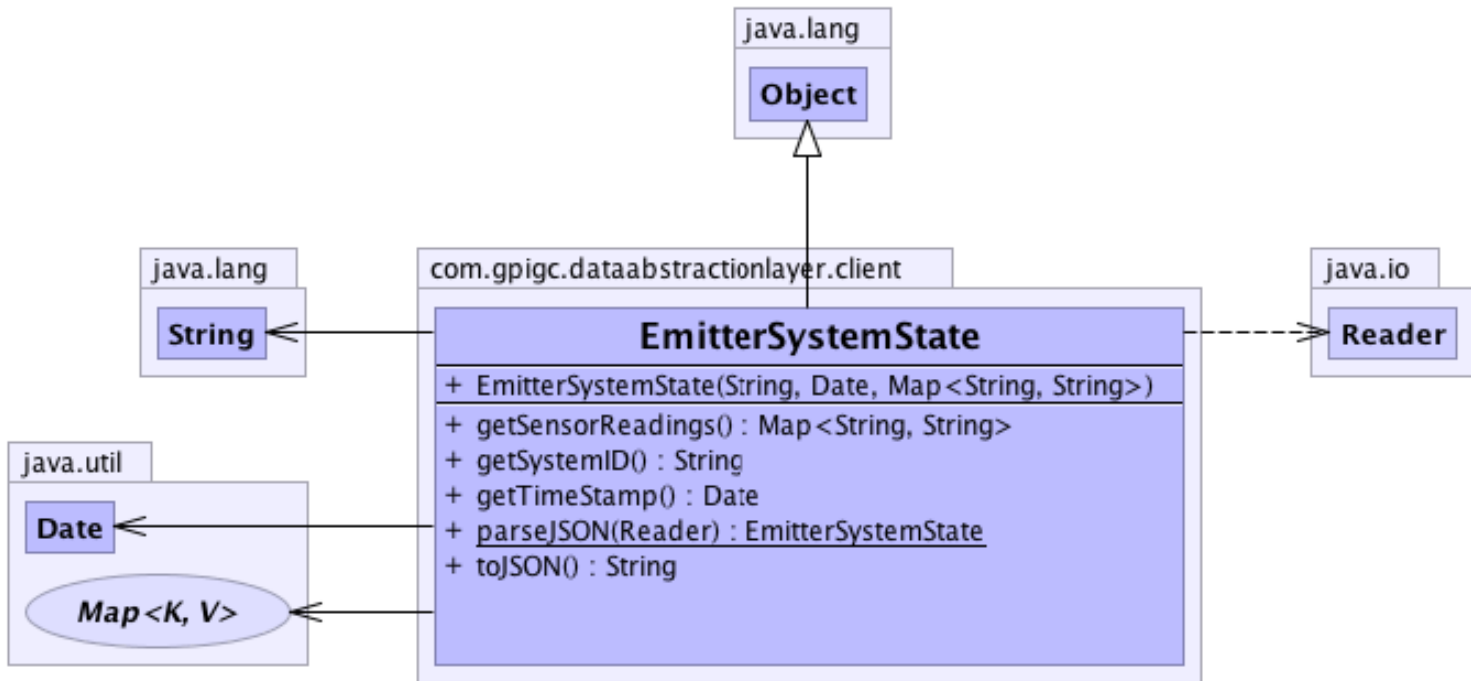 java.lang
Object
java.lang
String
com.gpigc.dataabstractionlayer.client
EmitterSystemState
+ EmitterSystemState(String, Date, Map<String, String>)
+ getSensorReadings() : Map<String, String>
+ getSystemID() : String
+ getTimeStamp() : Date
+ parseJSON(Reader) : EmitterSystemState
+ toJSON() : String
java.io
Reader
java.util
Date
Map<K, V>